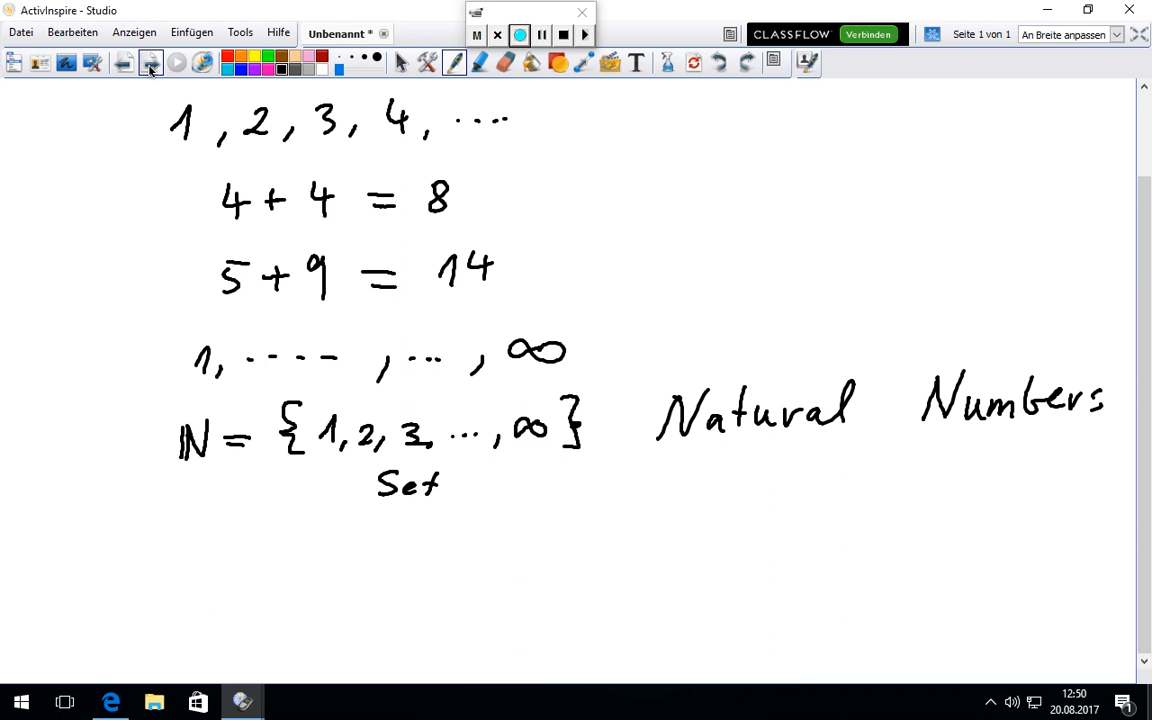 ActivInspire - Studio
Datei Bearbeiten Anzeigen Einfügen Tools Hilfe Unbenannt * M CLASSFLOW Verbinden Seite 1 von 1 An Breite anpassen
T
1, 2, 3, 4, ....
4 + 4 = 8
5 + 9 = 14
1, ---- , ... , ∞
ℕ = {1, 2, 3, ..., ∞} Natural Numbers
Set
12:50
20.08.2017
1